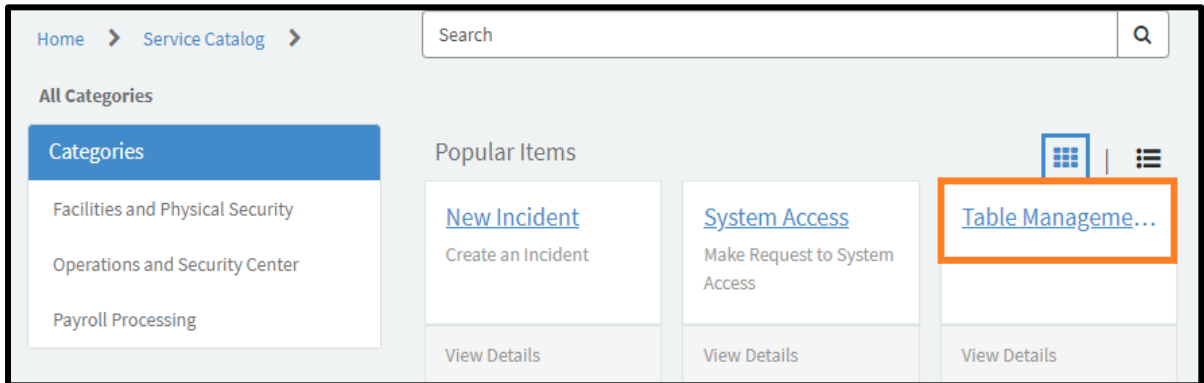 Home > Service Catalog >
Search
All Categories
Categories
Facilities and Physical Security
Operations and Security Center
Payroll Processing
Popular Items
|
New Incident
Create an Incident
View Details
System Access
Make Request to System
Access
View Details
Table Manageme...
View Details